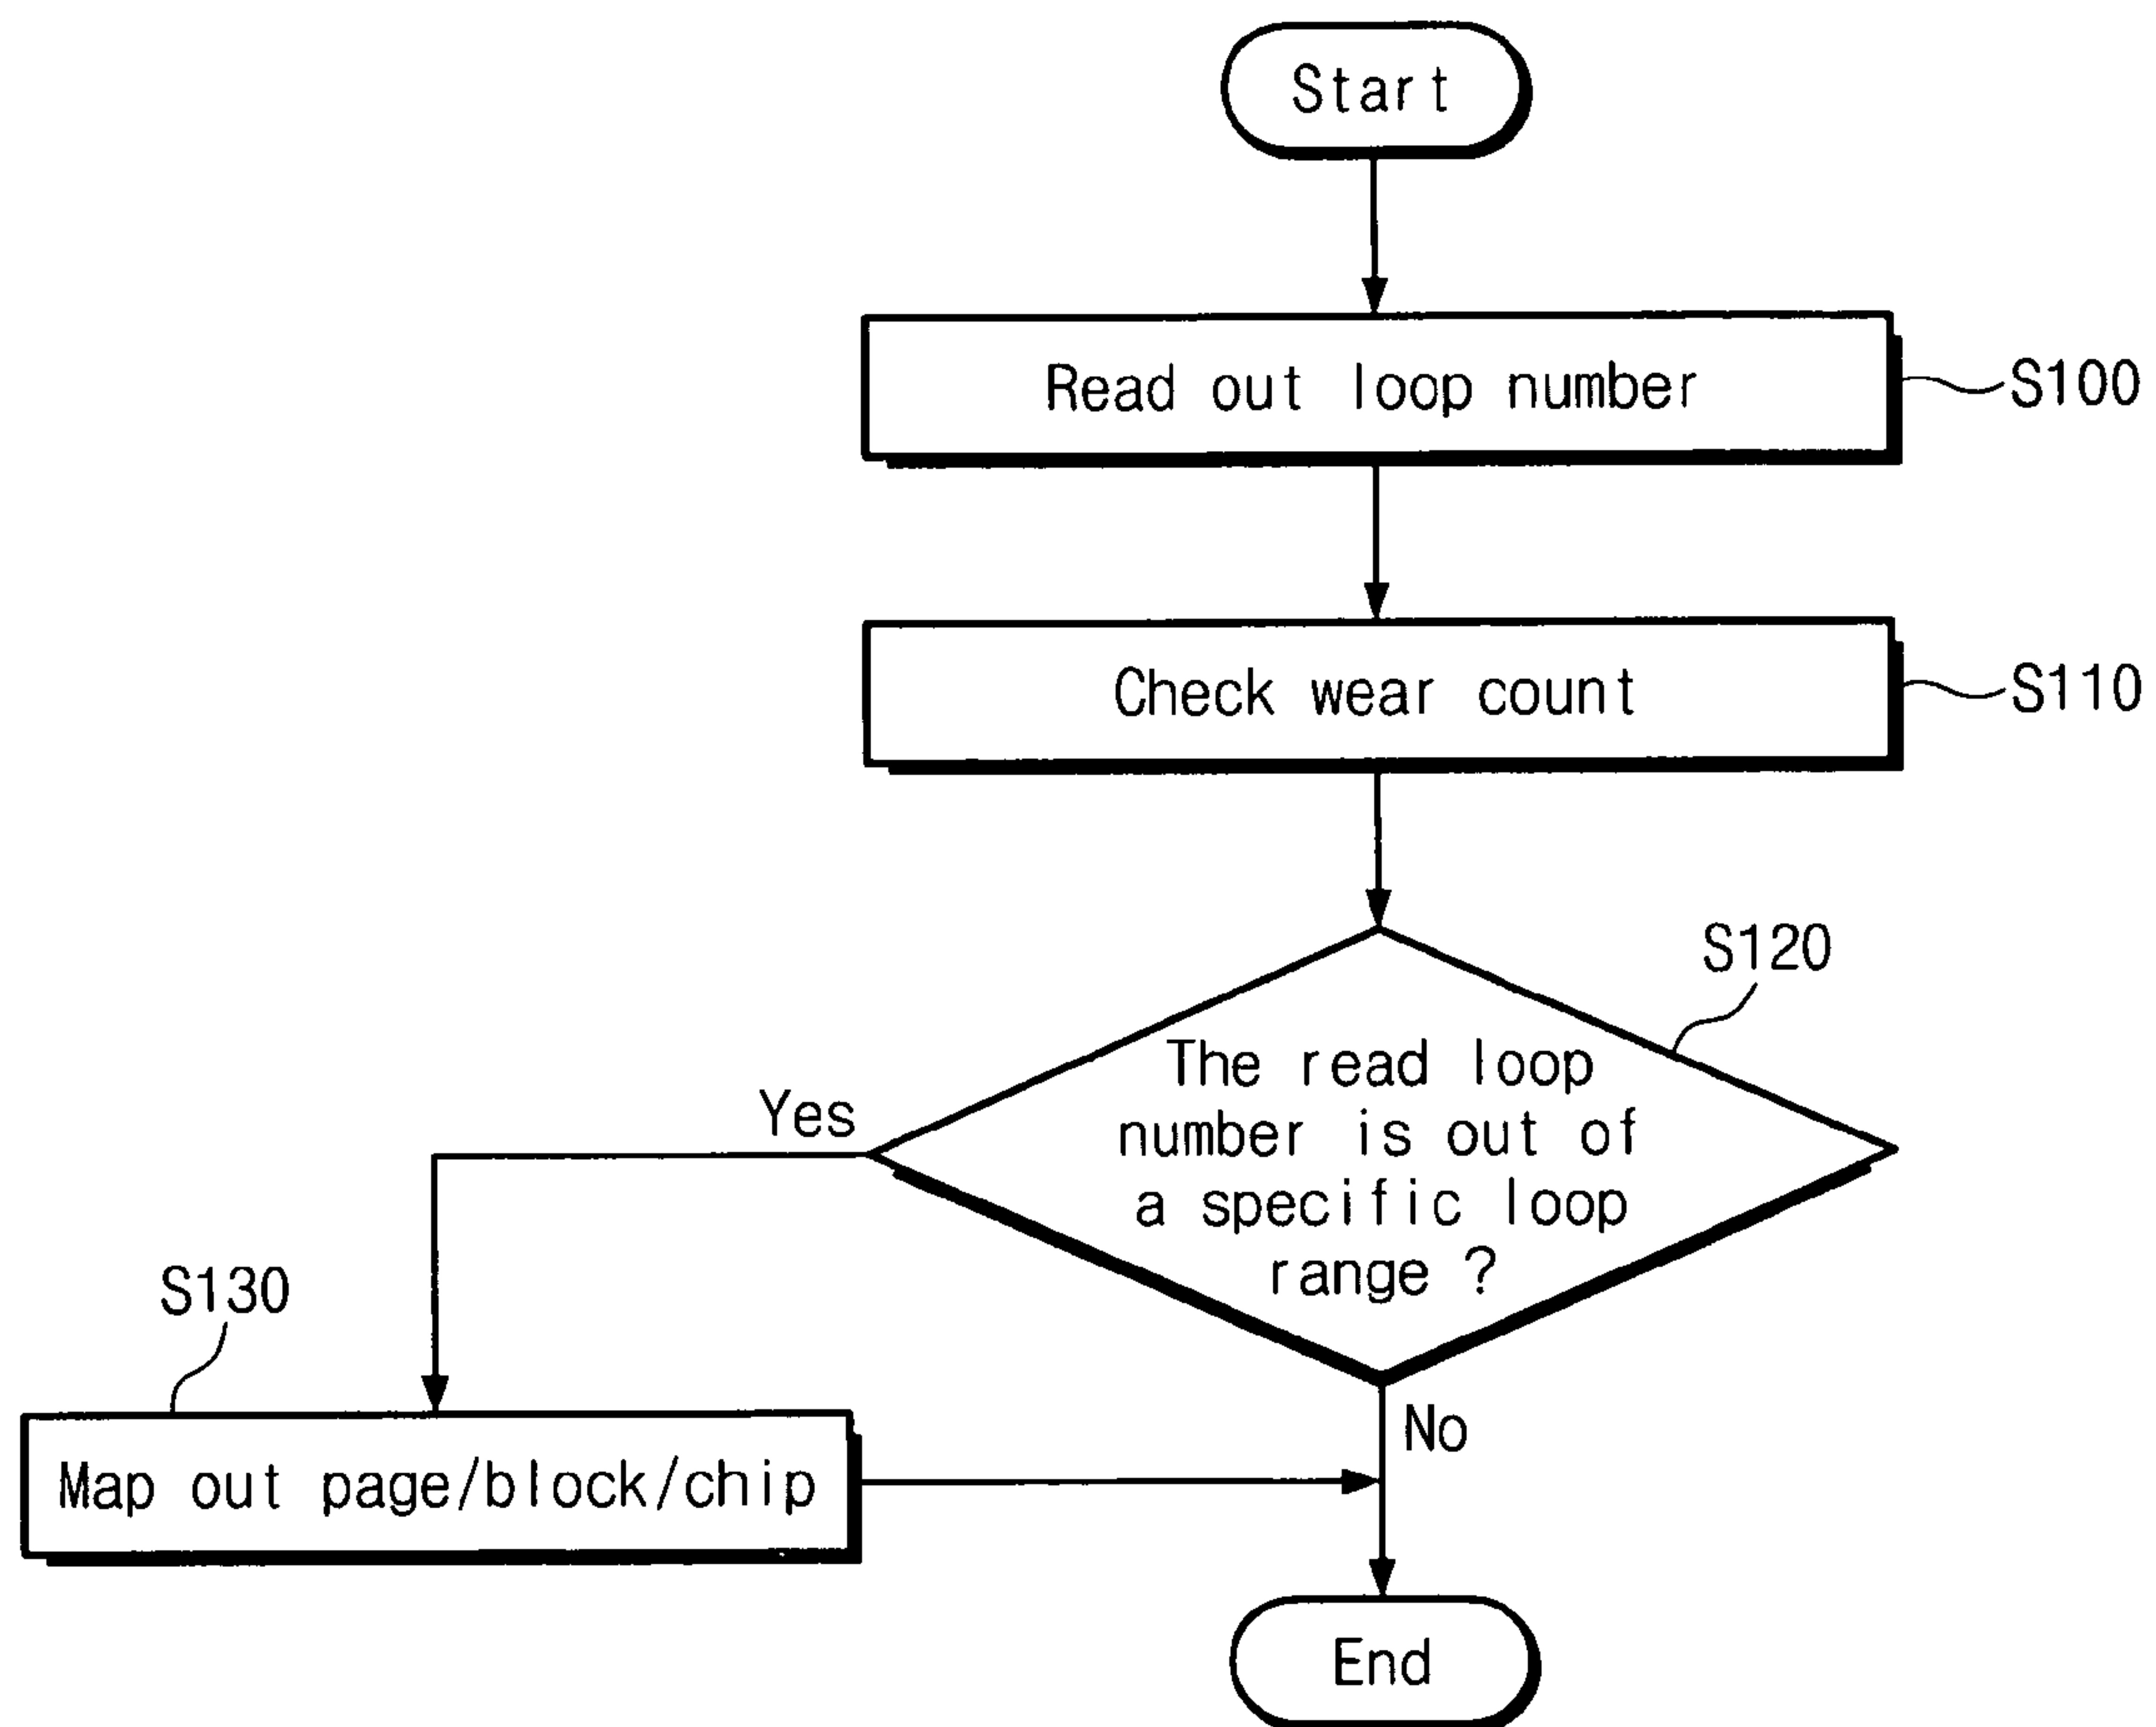 Start
Read out loop number
S100
Check wear count
S110
S120
The read loop
number is out of
a specific loop
range ?
Yes
No
S130
Map out page/block/chip
End